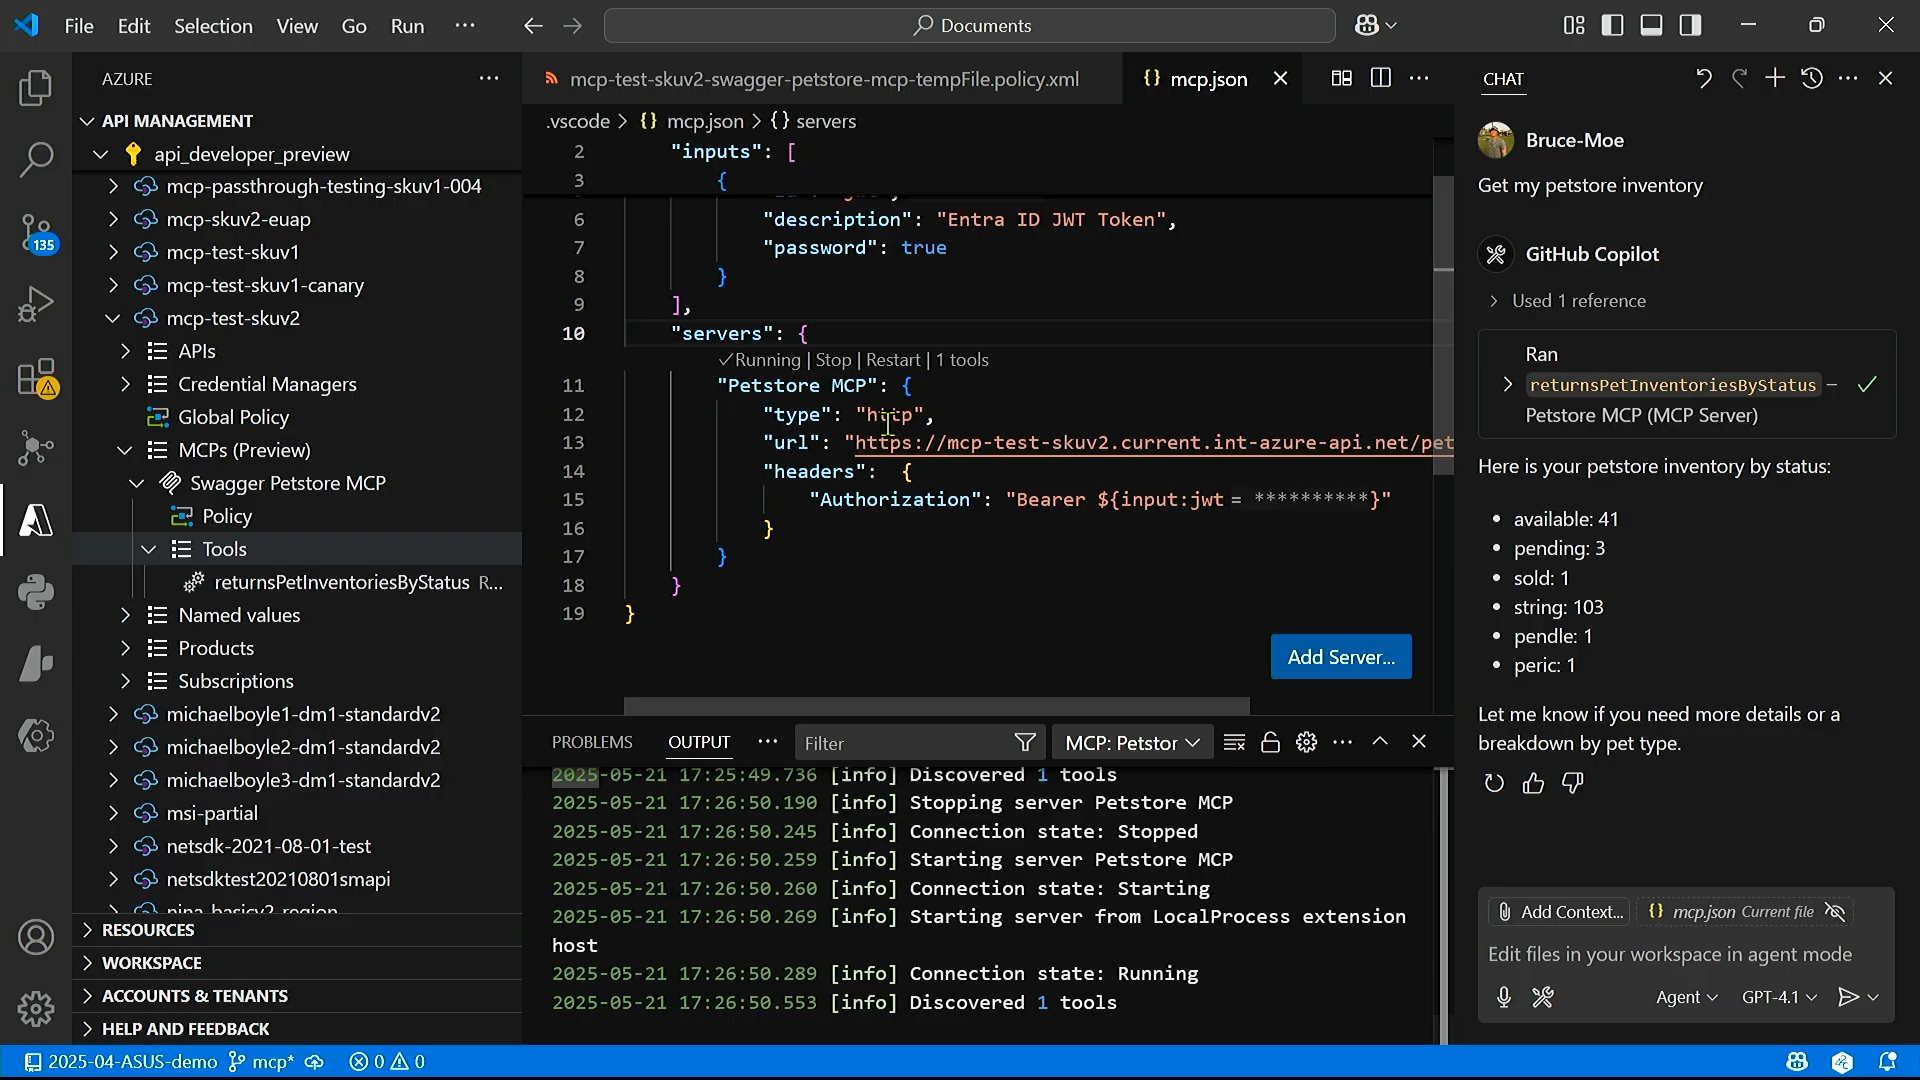 File Edit Selection View Go Run ··· Documents
AZURE ···
API MANAGEMENT
api_developer_preview
mcp-passthrough-testing-skuv1-004
mcp-skuv2-euap
mcp-test-skuv1
mcp-test-skuv1-canary
mcp-test-skuv2
APIs
Credential Managers
Global Policy
MCPs (Preview)
Swagger Petstore MCP
Policy
Tools
returnsPetInventoriesByStatus R...
Named values
Products
Subscriptions
michaelboyle1-dm1-standardv2
michaelboyle2-dm1-standardv2
michaelboyle3-dm1-standardv2
msi-partial
netsdk-2021-08-01-test
netsdktest20210801smapi
nina-basicv2-region
RESOURCES
WORKSPACE
ACCOUNTS & TENANTS
HELP AND FEEDBACK
135
mcp-test-skuv2-swagger-petstore-mcp-tempFile.policy.xml
{} mcp.json
.vscode > {} mcp.json > {} servers
2 "inputs": [
3 {
6 "description": "Entra ID JWT Token",
7 "password": true
8 }
9 ],
10 "servers": {
✓Running | Stop | Restart | 1 tools
11 "Petstore MCP": {
12 "type": "http",
13 "url": "https://mcp-test-skuv2.current.int-azure-api.net/pet
14 "headers": {
15 "Authorization": "Bearer ${input:jwt = **********}"
16 }
17 }
18 }
19 }
Add Server...
PROBLEMS OUTPUT ··· Filter MCP: Petstor
2025-05-21 17:25:49.736 [info] Discovered 1 tools
2025-05-21 17:26:50.190 [info] Stopping server Petstore MCP
2025-05-21 17:26:50.245 [info] Connection state: Stopped
2025-05-21 17:26:50.259 [info] Starting server Petstore MCP
2025-05-21 17:26:50.260 [info] Connection state: Starting
2025-05-21 17:26:50.269 [info] Starting server from LocalProcess extension
host
2025-05-21 17:26:50.289 [info] Connection state: Running
2025-05-21 17:26:50.553 [info] Discovered 1 tools
CHAT
Bruce-Moe
Get my petstore inventory
GitHub Copilot
Used 1 reference
Ran
returnsPetInventoriesByStatus –
Petstore MCP (MCP Server)
Here is your petstore inventory by status:
• available: 41
• pending: 3
• sold: 1
• string: 103
• pendle: 1
• peric: 1
Let me know if you need more details or a
breakdown by pet type.
Add Context... {} mcp.json Current file
Edit files in your workspace in agent mode
Agent GPT-4.1
2025-04-ASUS-demo mcp* 0 0